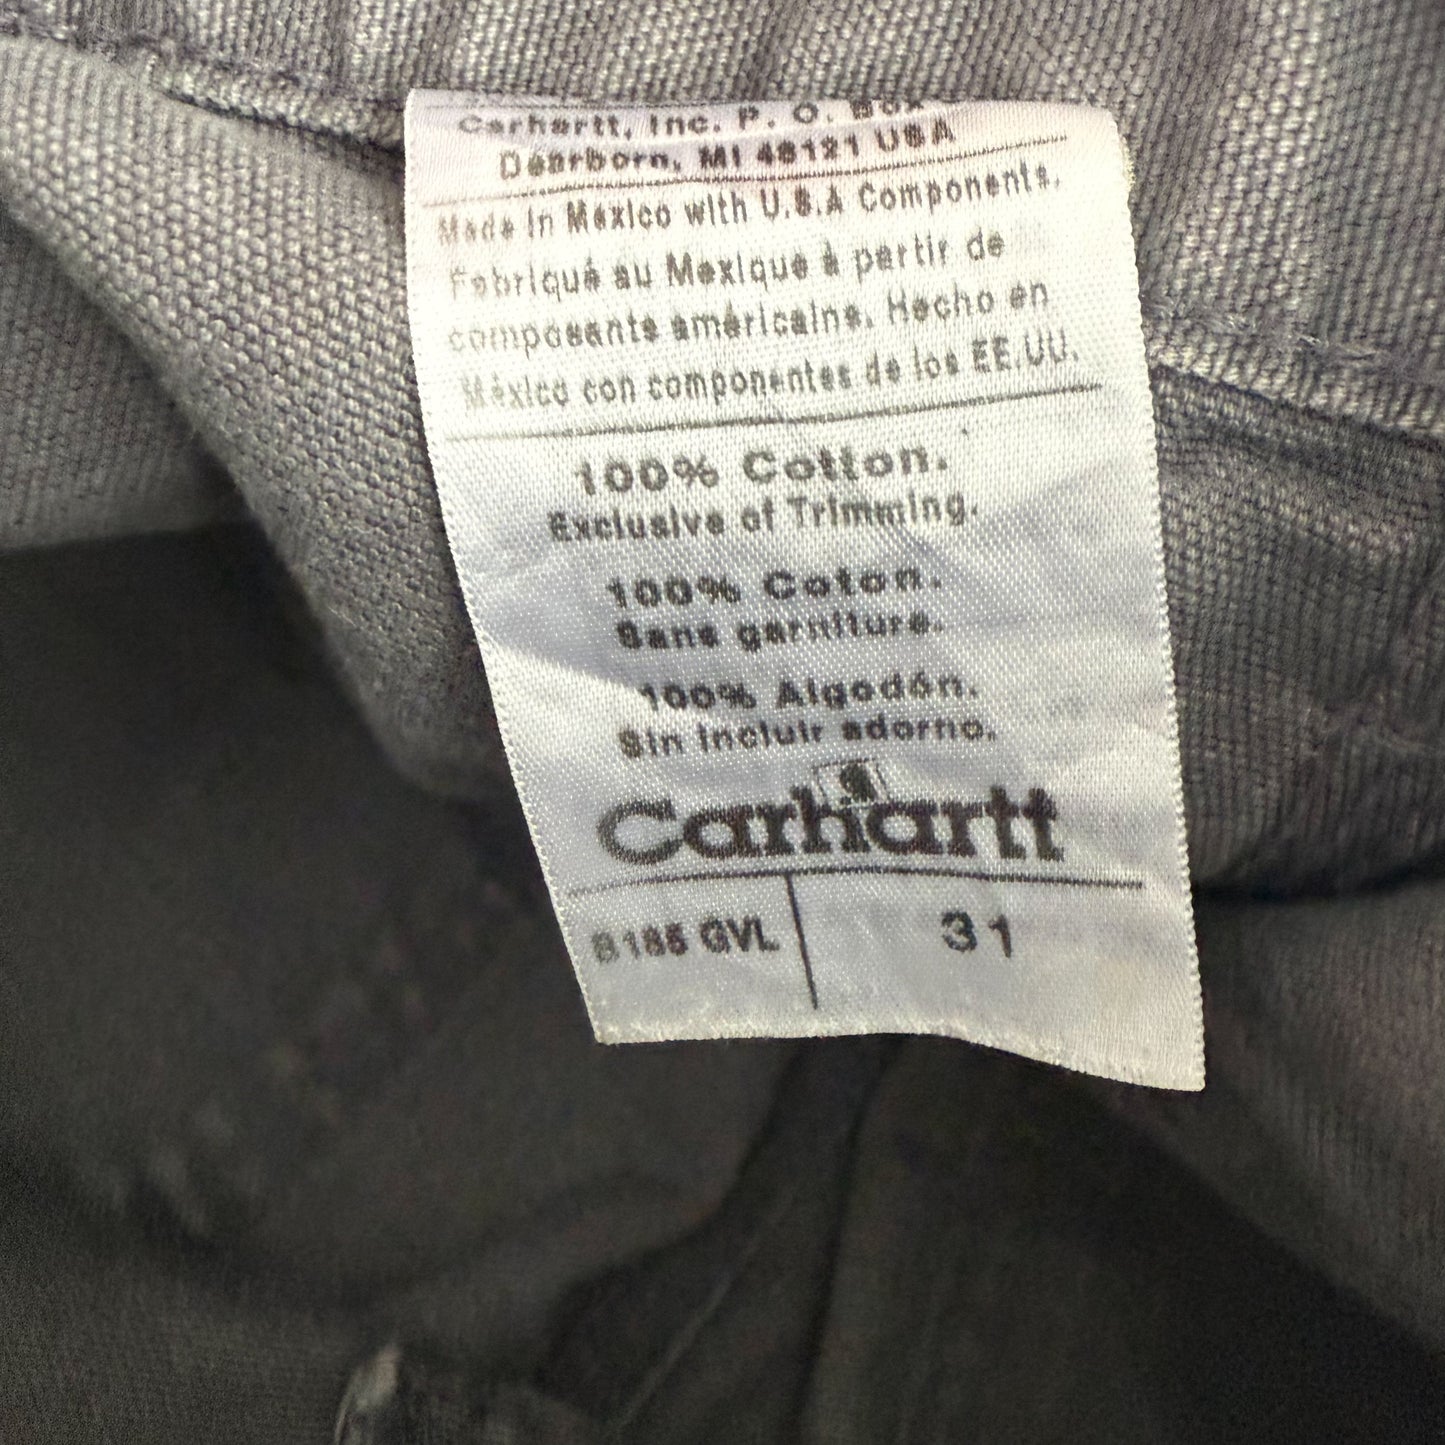 Carhartt, Inc. P. O. Box
Dearborn, MI 48121 USA
Made in Mexico with U.S.A Components.
Fabriqué au Mexique à partir de
composants américains. Hecho en
México con componentes de los EE.UU.
100% Cotton.
Exclusive of Trimming.
100% Coton.
Sans garniture.
100% Algodón.
Sin incluir adorno.
Carhartt
GVL 31